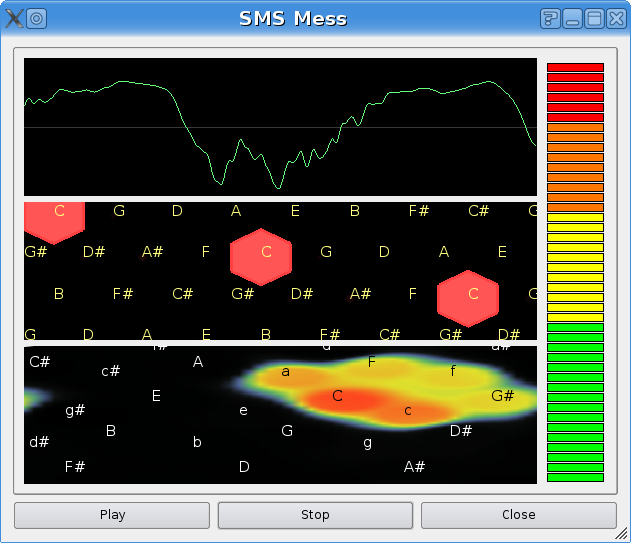 SMS Mess
C G D A E B F# C# G
G# D# A# F C G D A E
B F# C# G# D# A# F C G
G D A E B F# C# G# D#
f# d a#
C# c# A a F f
g# E e C c G#
d# B b G g D#
F# D A#
Play Stop Close